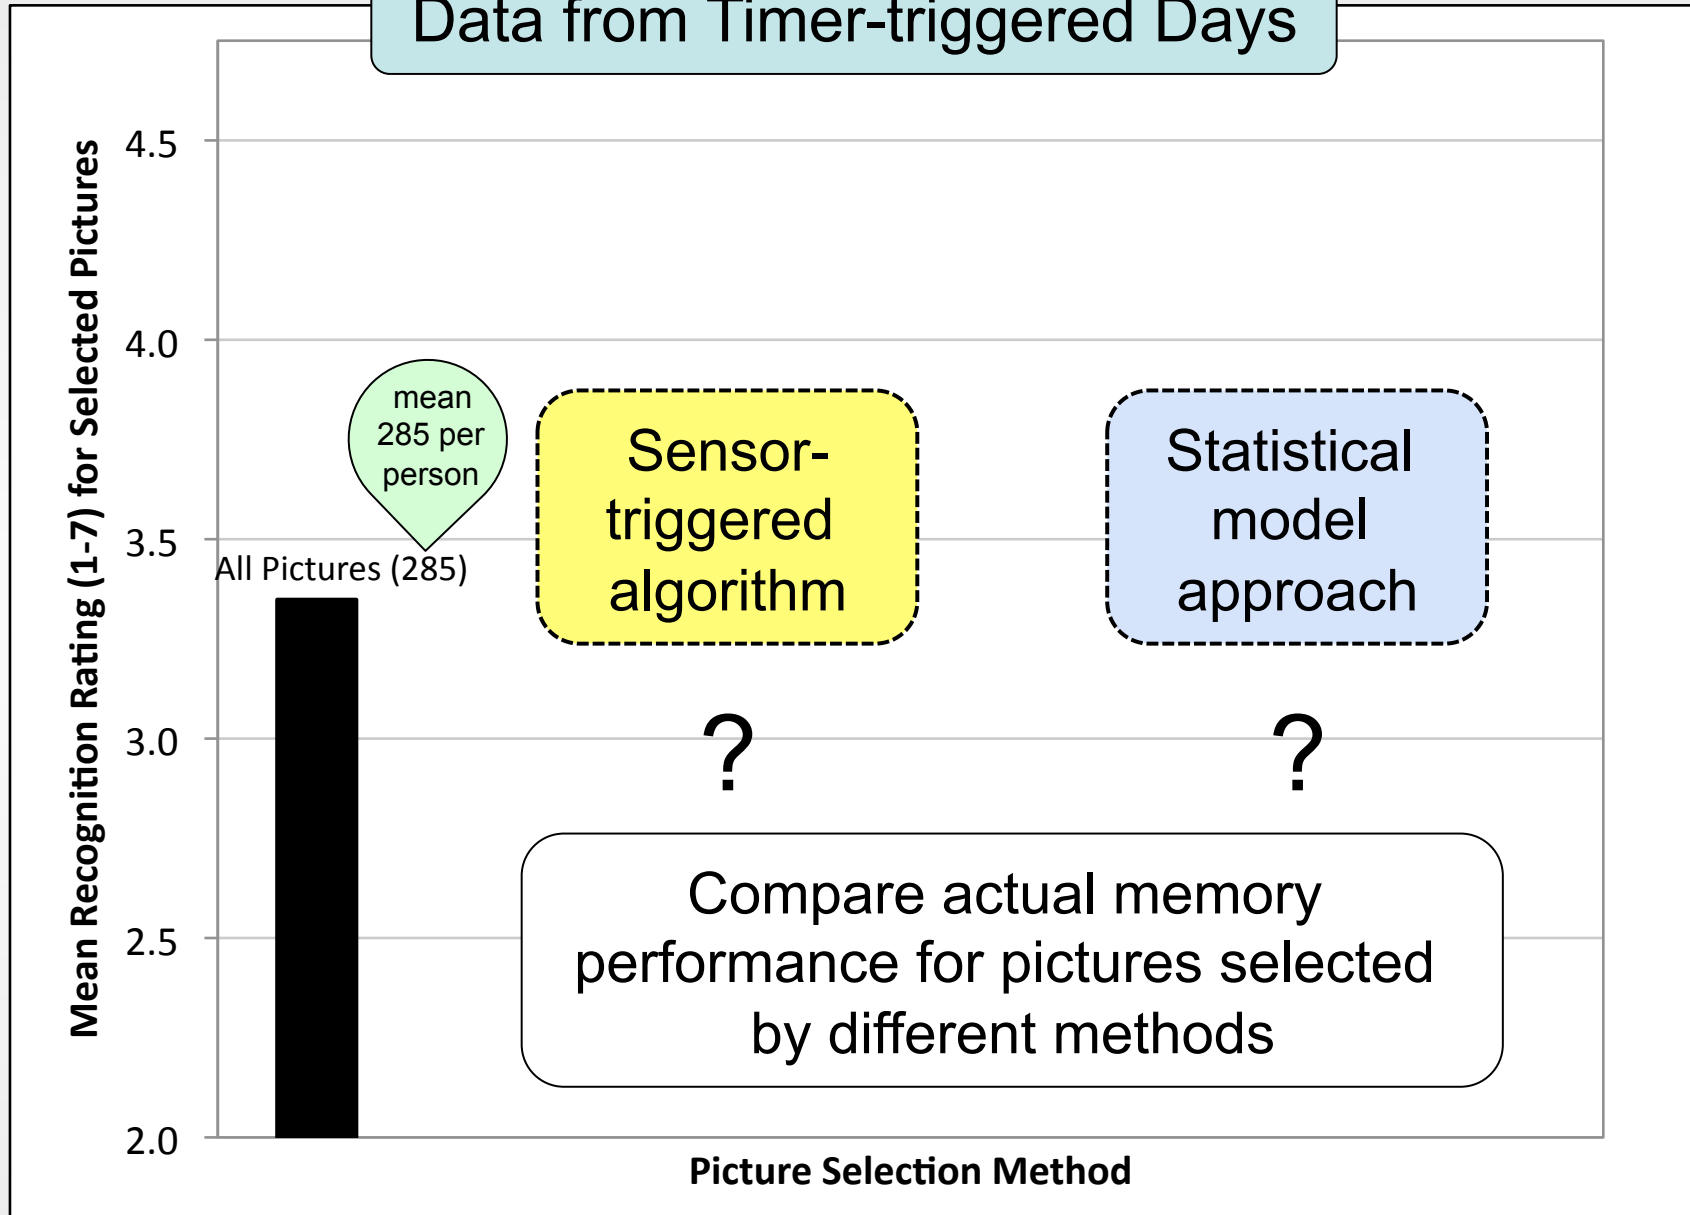 Data from Timer-triggered Days
Mean Recognition Rating (1-7) for Selected Pictures
4.5
4.0
3.5
3.0
2.5
2.0
mean
285 per
person
All Pictures (285)
Sensor-
triggered
algorithm
?
Statistical
model
approach
?
Compare actual memory
performance for pictures selected
by different methods
Picture Selection Method